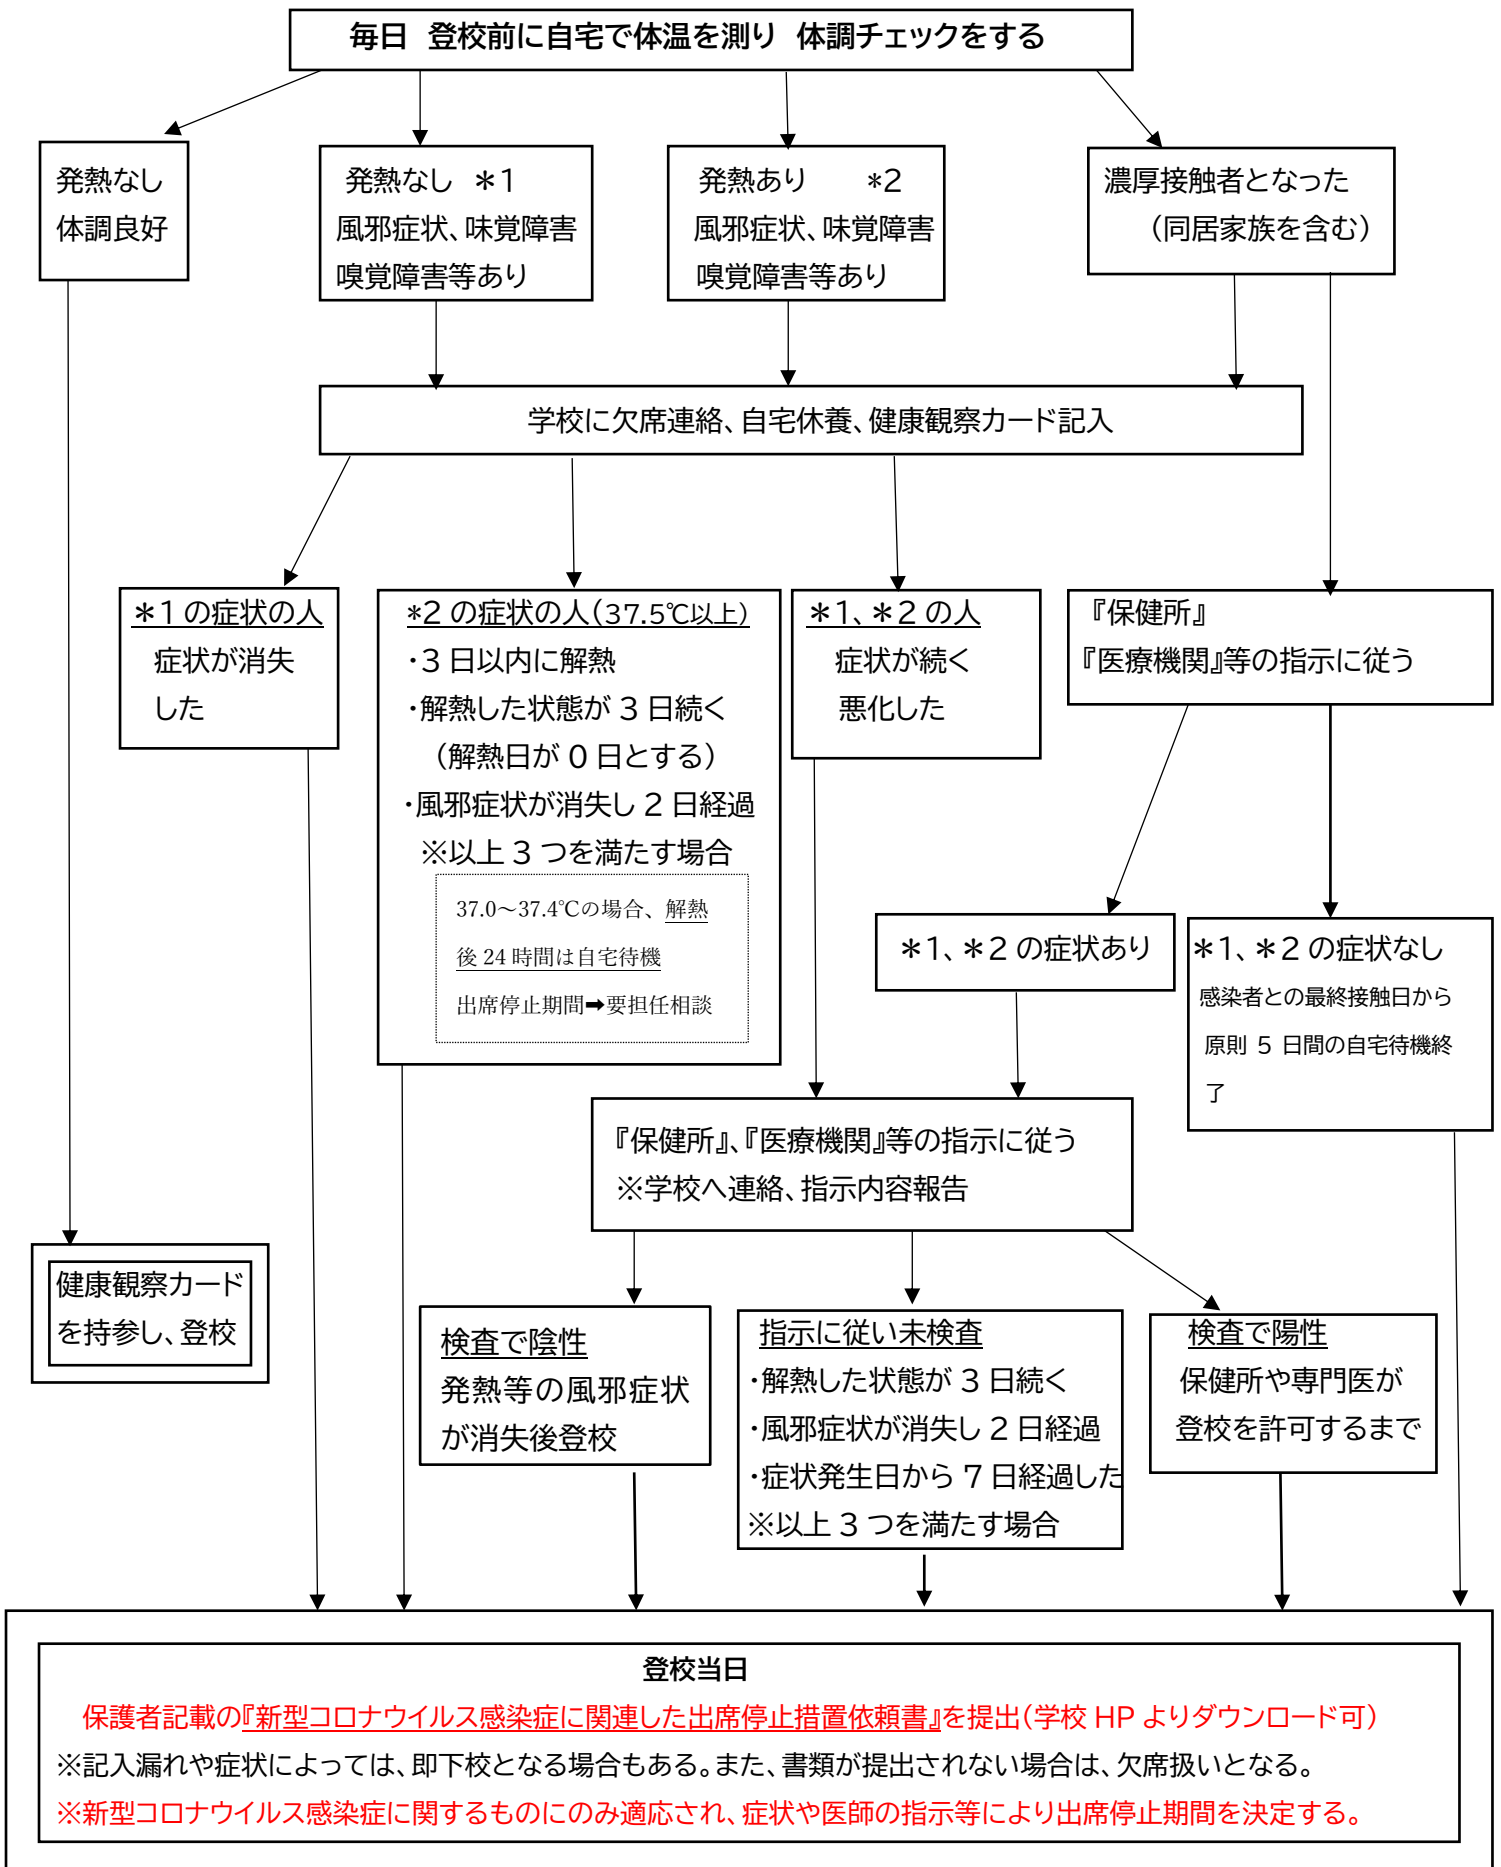 毎日 登校前に自宅で体温を測り 体調チェックをする
発熱なし
体調良好
発熱なし *1
風邪症状、味覚障害
嗅覚障害等あり
発熱あり *2
風邪症状、味覚障害
嗅覚障害等あり
濃厚接触者となった
(同居家族を含む)
学校に欠席連絡、自宅休養、健康観察カード記入
*1の症状の人
症状が消失
した
*2の症状の人(37.5℃以上)
・3日以内に解熱
・解熱した状態が3日続く
(解熱日が0日とする)
・風邪症状が消失し2日経過
※以上3つを満たす場合
37.0～37.4℃の場合、解熱
後24時間は自宅待機
出席停止期間➡要担任相談
*1、*2の人
症状が続く
悪化した
『保健所』
『医療機関』等の指示に従う
*1、*2の症状あり
*1、*2の症状なし
感染者との最終接触日から
原則 5 日間の自宅待機終
了
『保健所』、『医療機関』等の指示に従う
※学校へ連絡、指示内容報告
健康観察カード
を持参し、登校
検査で陰性
発熱等の風邪症状
が消失後登校
指示に従い未検査
・解熱した状態が3日続く
・風邪症状が消失し2日経過
・症状発生日から7日経過した
※以上3つを満たす場合
検査で陽性
保健所や専門医が
登校を許可するまで
登校当日
保護者記載の『新型コロナウイルス感染症に関連した出席停止措置依頼書』を提出(学校HPよりダウンロード可)
※記入漏れや症状によっては、即下校となる場合もある。また、書類が提出されない場合は、欠席扱いとなる。
※新型コロナウイルス感染症に関するものにのみ適応され、症状や医師の指示等により出席停止期間を決定する。